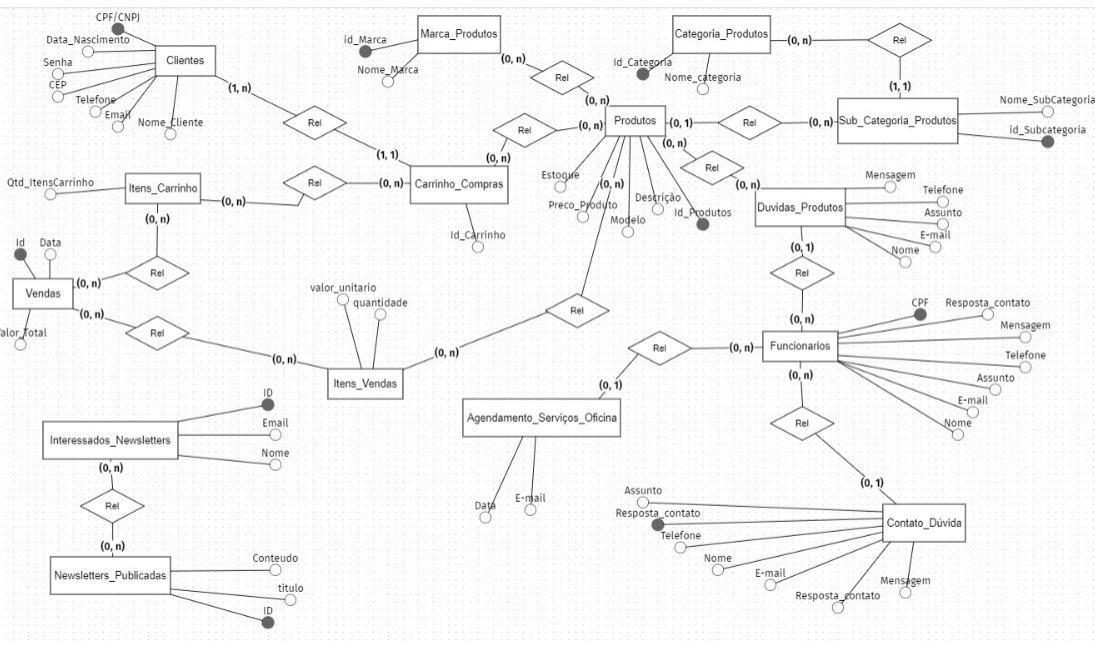 CPF/CNPJ
Data_Nascimento
Senha
CEP
Telefone
Email
Nome_Cliente
Clientes
(1, n)
Rel
(1, 1)
id_Marca
Nome_Marca
Marca_Produtos
(0, n)
Rel
(0, n)
Categoria_Produtos
Id_Categoria
Nome_categoria
(0, n)
Rel
(1, 1)
Sub_Categoria_Produtos
Nome_SubCategoria
id_Subcategoria
(0, n)
Rel
(0, 1)
Produtos
(0, n)
Rel
(0, n)
Estoque
Preco_Produto
(0, n)
Modelo
Descrição
Id_Produtos
(0, n)
Rel
(0, n)
Duvidas_Produtos
Mensagem
Telefone
Assunto
E-mail
Nome
(0, 1)
Rel
(0, n)
Carrinho_Compras
Id_Carrinho
(0, n)
Rel
(0, n)
Itens_Carrinho
Qtd_ItensCarrinho
(0, n)
Rel
(0, n)
Id
Data
Vendas
Valor_Total
(0, n)
Rel
(0, n)
valor_unitario
quantidade
Itens_Vendas
(0, n)
Rel
Funcionarios
CPF
Resposta_contato
Mensagem
Telefone
Assunto
E-mail
Nome
(0, n)
Rel
(0, 1)
Agendamento_Serviços_Oficina
Data
E-mail
(0, n)
Rel
(0, 1)
Contato_Dúvida
Assunto
Resposta_contato
Telefone
Nome
E-mail
Resposta_contato
Mensagem
Interessados_Newsletters
ID
Email
Nome
(0, n)
Rel
(0, n)
Newsletters_Publicadas
Conteudo
titulo
ID